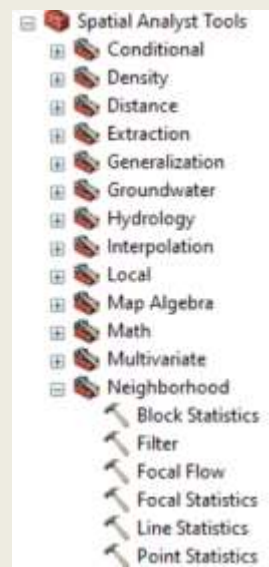 Spatial Analyst Tools
Conditional
Density
Distance
Extraction
Generalization
Groundwater
Hydrology
Interpolation
Local
Map Algebra
Math
Multivariate
Neighborhood
Block Statistics
Filter
Focal Flow
Focal Statistics
Line Statistics
Point Statistics